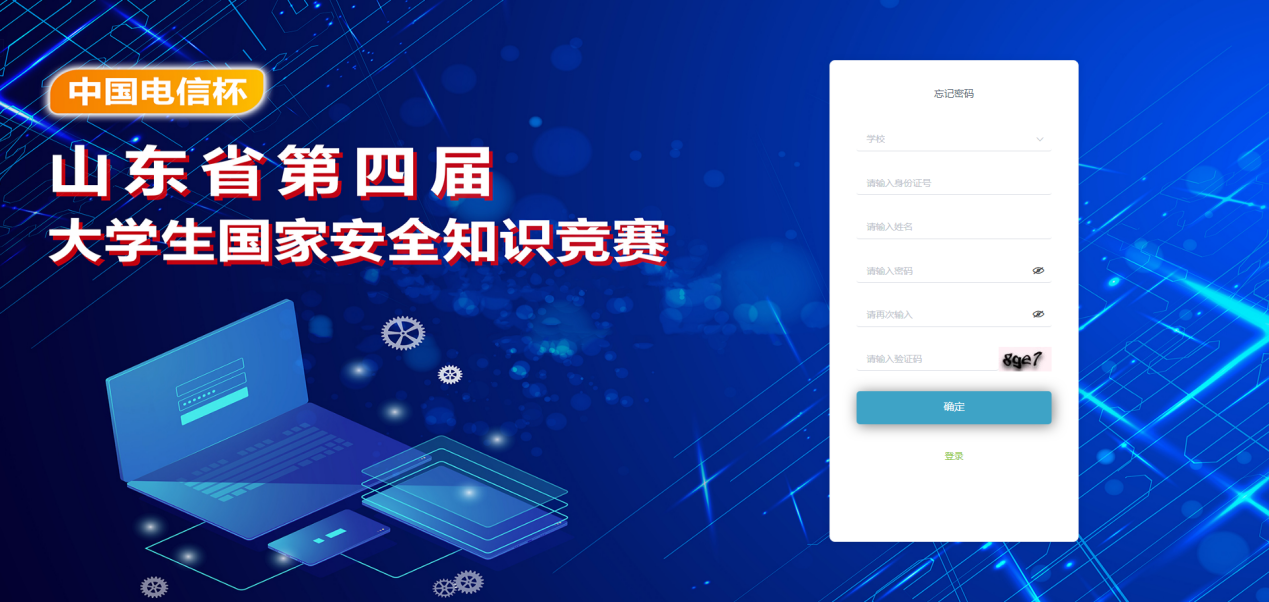 中国电信杯
山东省第四届
大学生国家安全知识竞赛
忘记密码
学校
请输入身份证号
请输入姓名
请输入密码
请再次输入
请输入验证码
8ge7
确定
登录